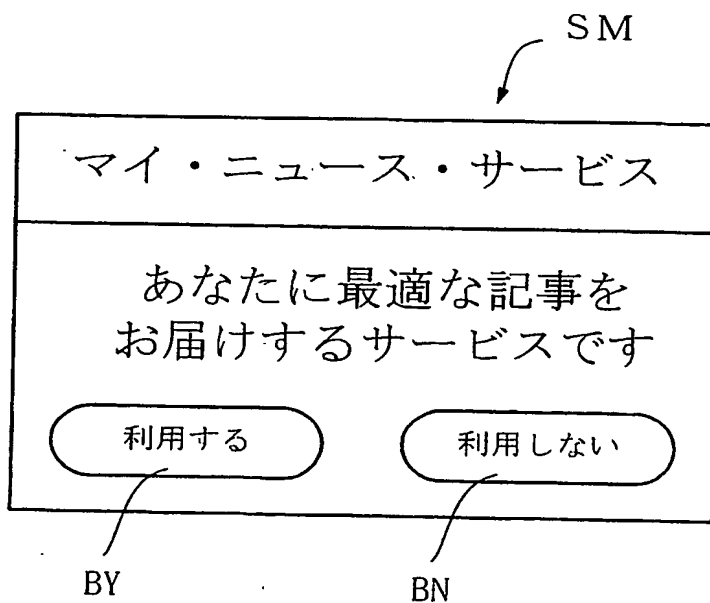 SM
マイ・ニュース・サービス
あなたに最適な記事を
お届けするサービスです
利用する
利用しない
BY
BN